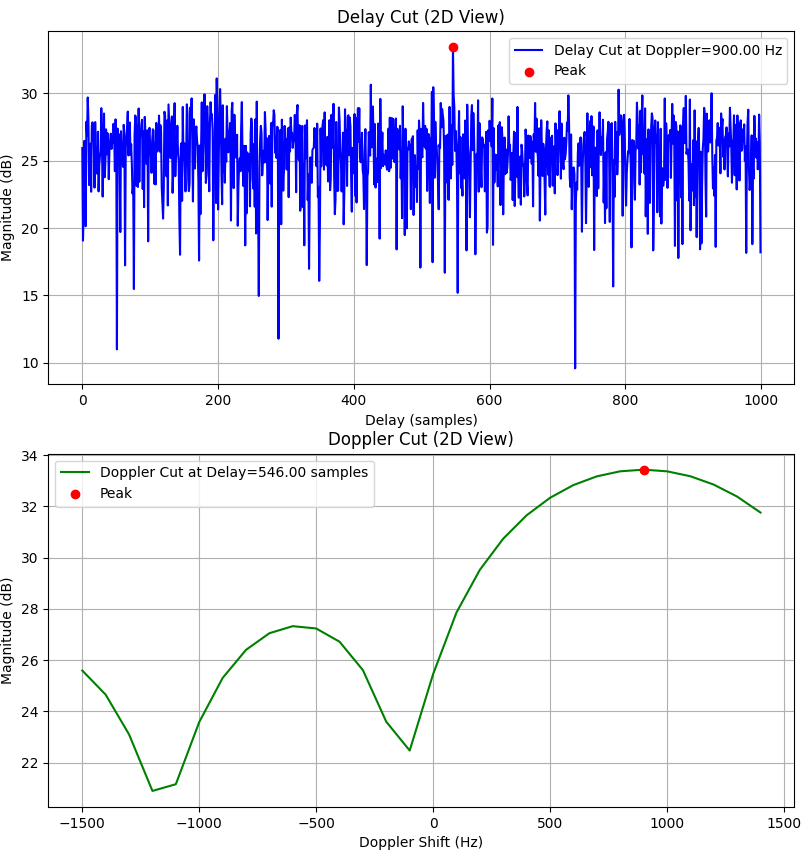 Delay Cut (2D View)
Magnitude (dB)
30
25
20
15
10
Delay Cut at Doppler=900.00 Hz
Peak
0 200 400 600 800 1000
Delay (samples)
Doppler Cut (2D View)
Magnitude (dB)
34
32
30
28
26
24
22
Doppler Cut at Delay=546.00 samples
Peak
−1500 −1000 −500 0 500 1000 1500
Doppler Shift (Hz)